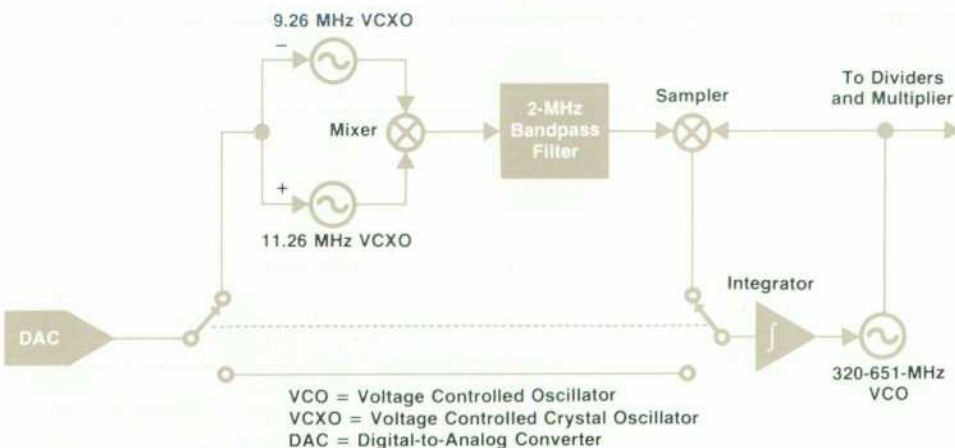 9.26 MHz VCXO
−
Mixer
+
11.26 MHz VCXO
2-MHz
Bandpass
Filter
Sampler
To Dividers
and Multiplier
DAC
Integrator
∫
320-651-MHz
VCO
VCO = Voltage Controlled Oscillator
VCXO = Voltage Controlled Crystal Oscillator
DAC = Digital-to-Analog Converter